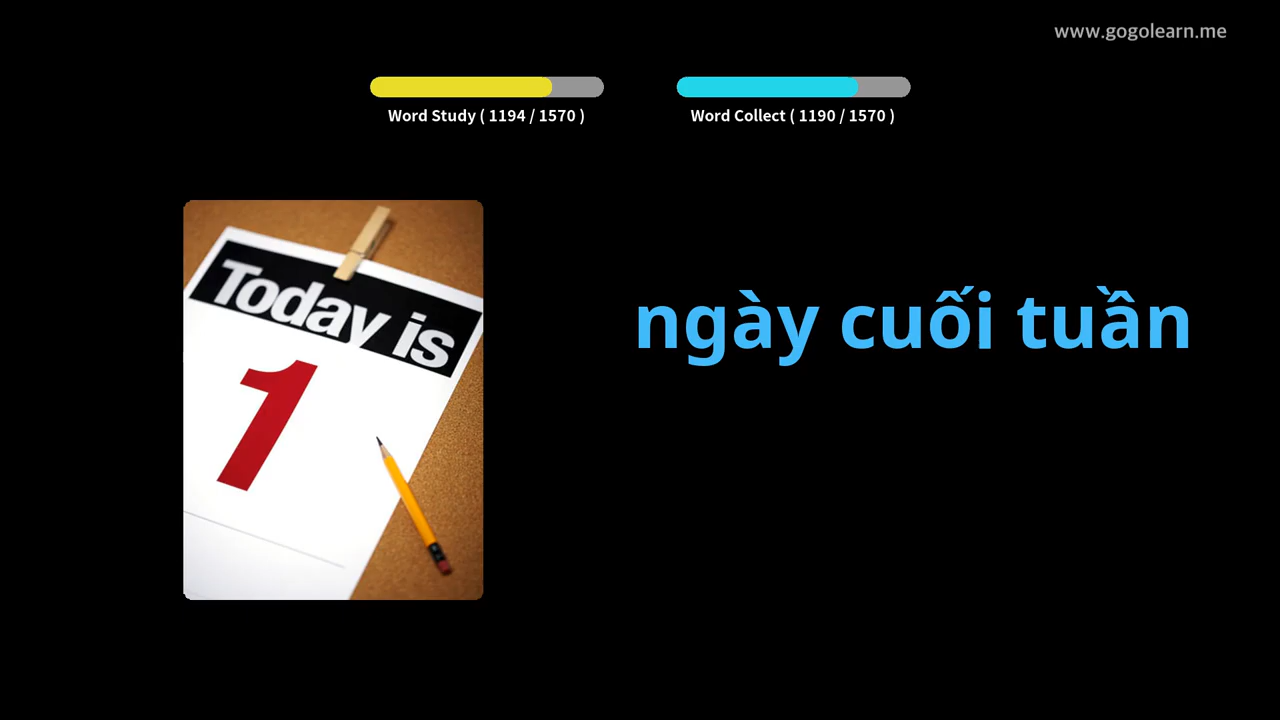 www.gogolearn.me
Word Study ( 1194 / 1570 )
Word Collect ( 1190 / 1570 )
Today is
1
ngày cuối tuần